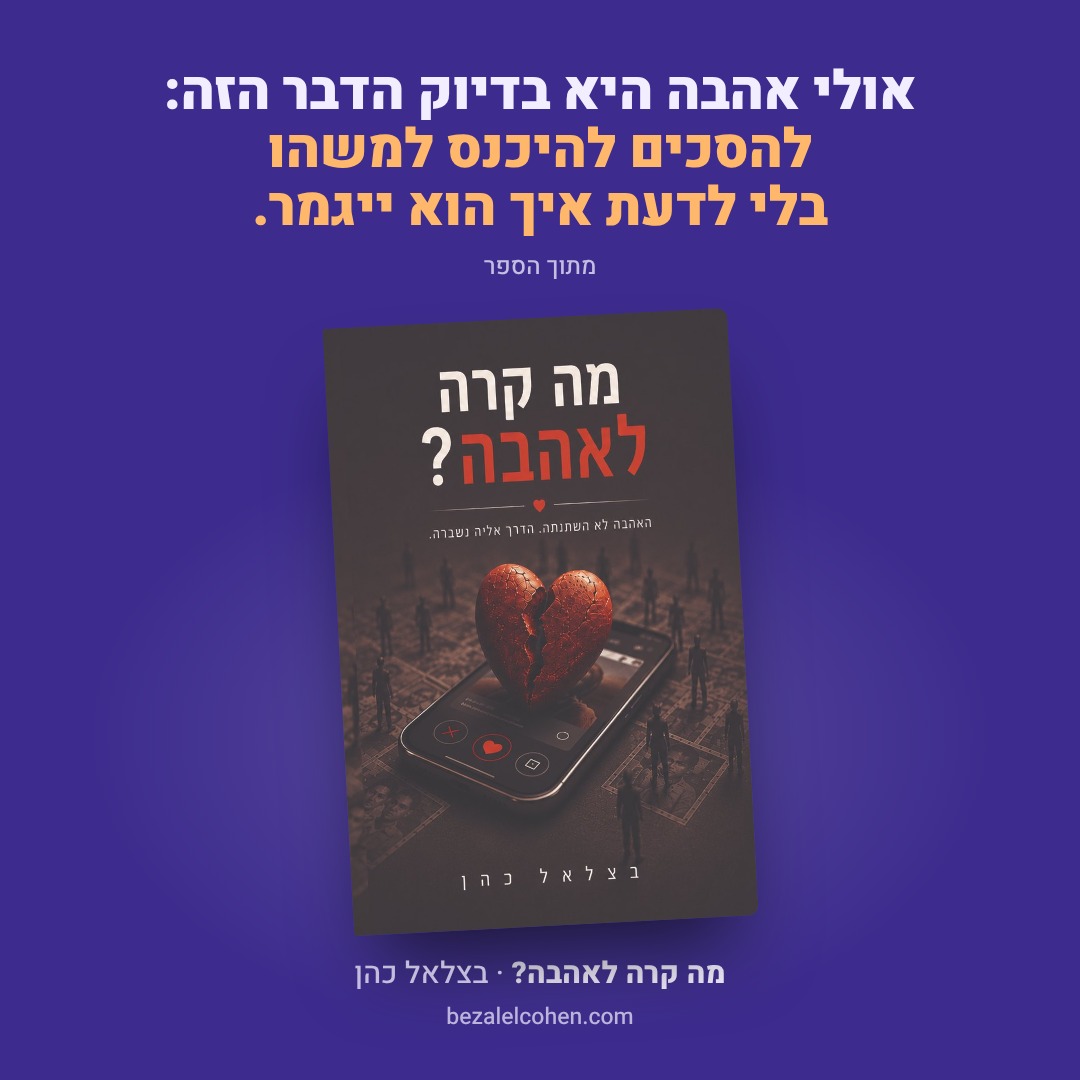 אולי אהבה היא בדיוק הדבר הזה:
להסכים להיכנס למשהו
בלי לדעת איך הוא ייגמר.
מתוך הספר
מה קרה
לאהבה?
האהבה לא השתנתה. הדרך אליה נשברה.
בצלאל כהן
מה קרה לאהבה? · בצלאל כהן
bezalelcohen.com